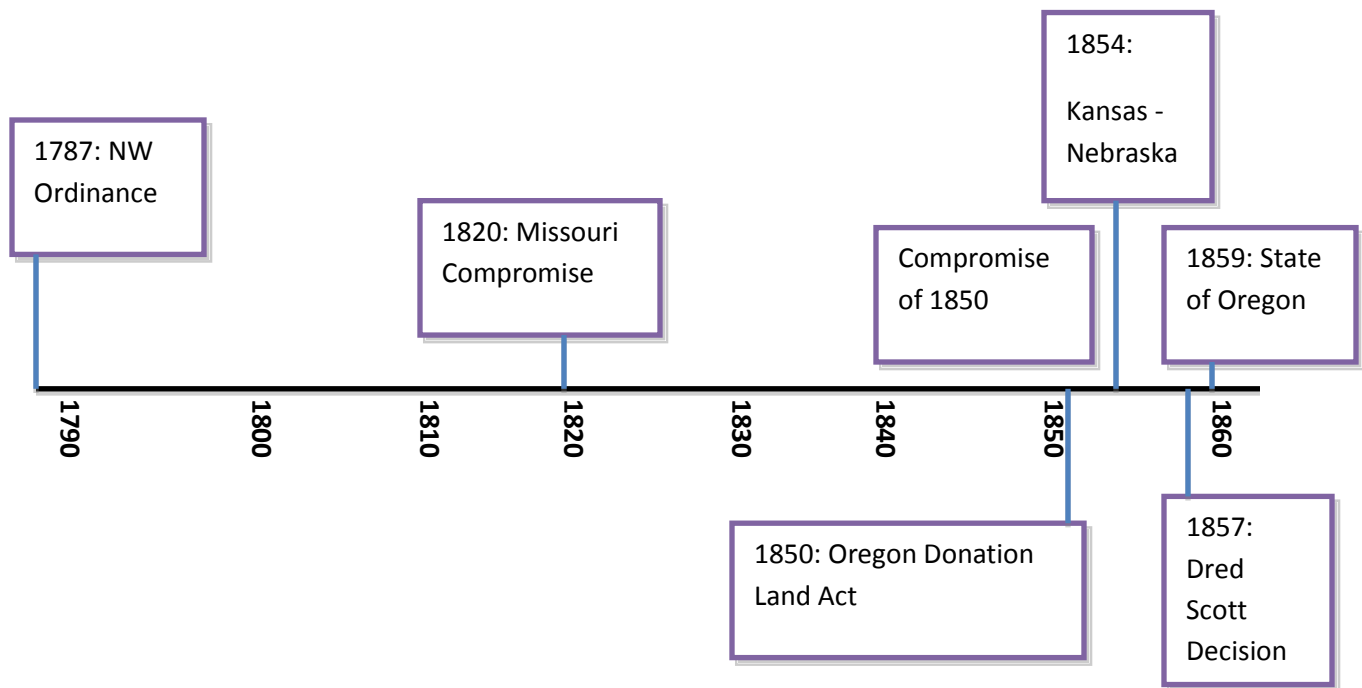 1854:
Kansas -
Nebraska
1787: NW
Ordinance
1820: Missouri
Compromise
Compromise
of 1850
1859: State
of Oregon
1790
1800
1810
1820
1830
1840
1850
1860
1850: Oregon Donation
Land Act
1857:
Dred
Scott
Decision